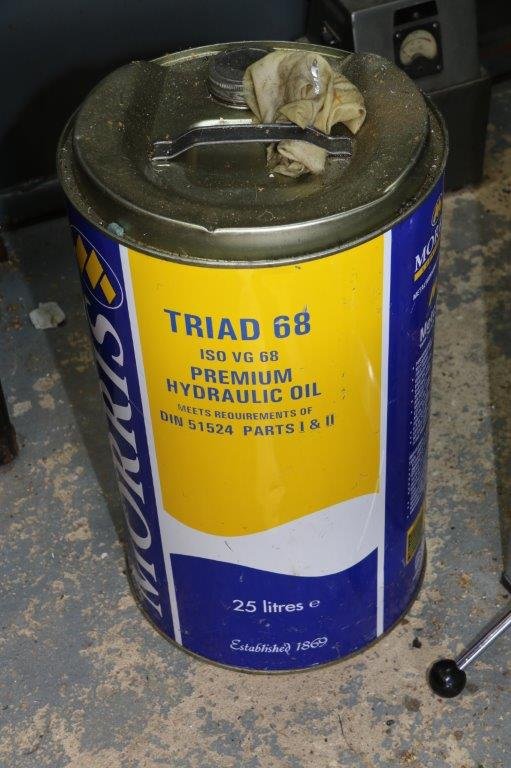 MORRIS
TRIAD 68
ISO VG 68
PREMIUM
HYDRAULIC OIL
MEETS REQUIREMENTS OF
DIN 51524 PARTS I & II
25 litres e
Established 1869